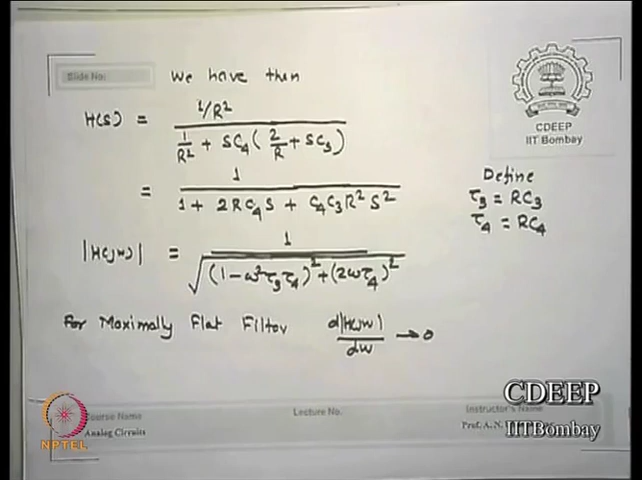 Slide No:
We have then
H(s) = (1/R²) / (1/R² + SC₄(2/R + SC₃))
= 1 / (1 + 2RC₄S + C₄C₃R²S²)
Define
τ₃ = RC₃
τ₄ = RC₄
|H(jω)| = 1 / √((1-ω²τ₃τ₄)² + (2ωτ₄)²)
For Maximally Flat Filter d|H(jω)|/dω → 0
CDEEP
IIT Bombay
Course Name
Analog Circuits
Lecture No.
Instructor's Name
Prof. A. N.
NPTEL
CDEEP
IIT Bombay